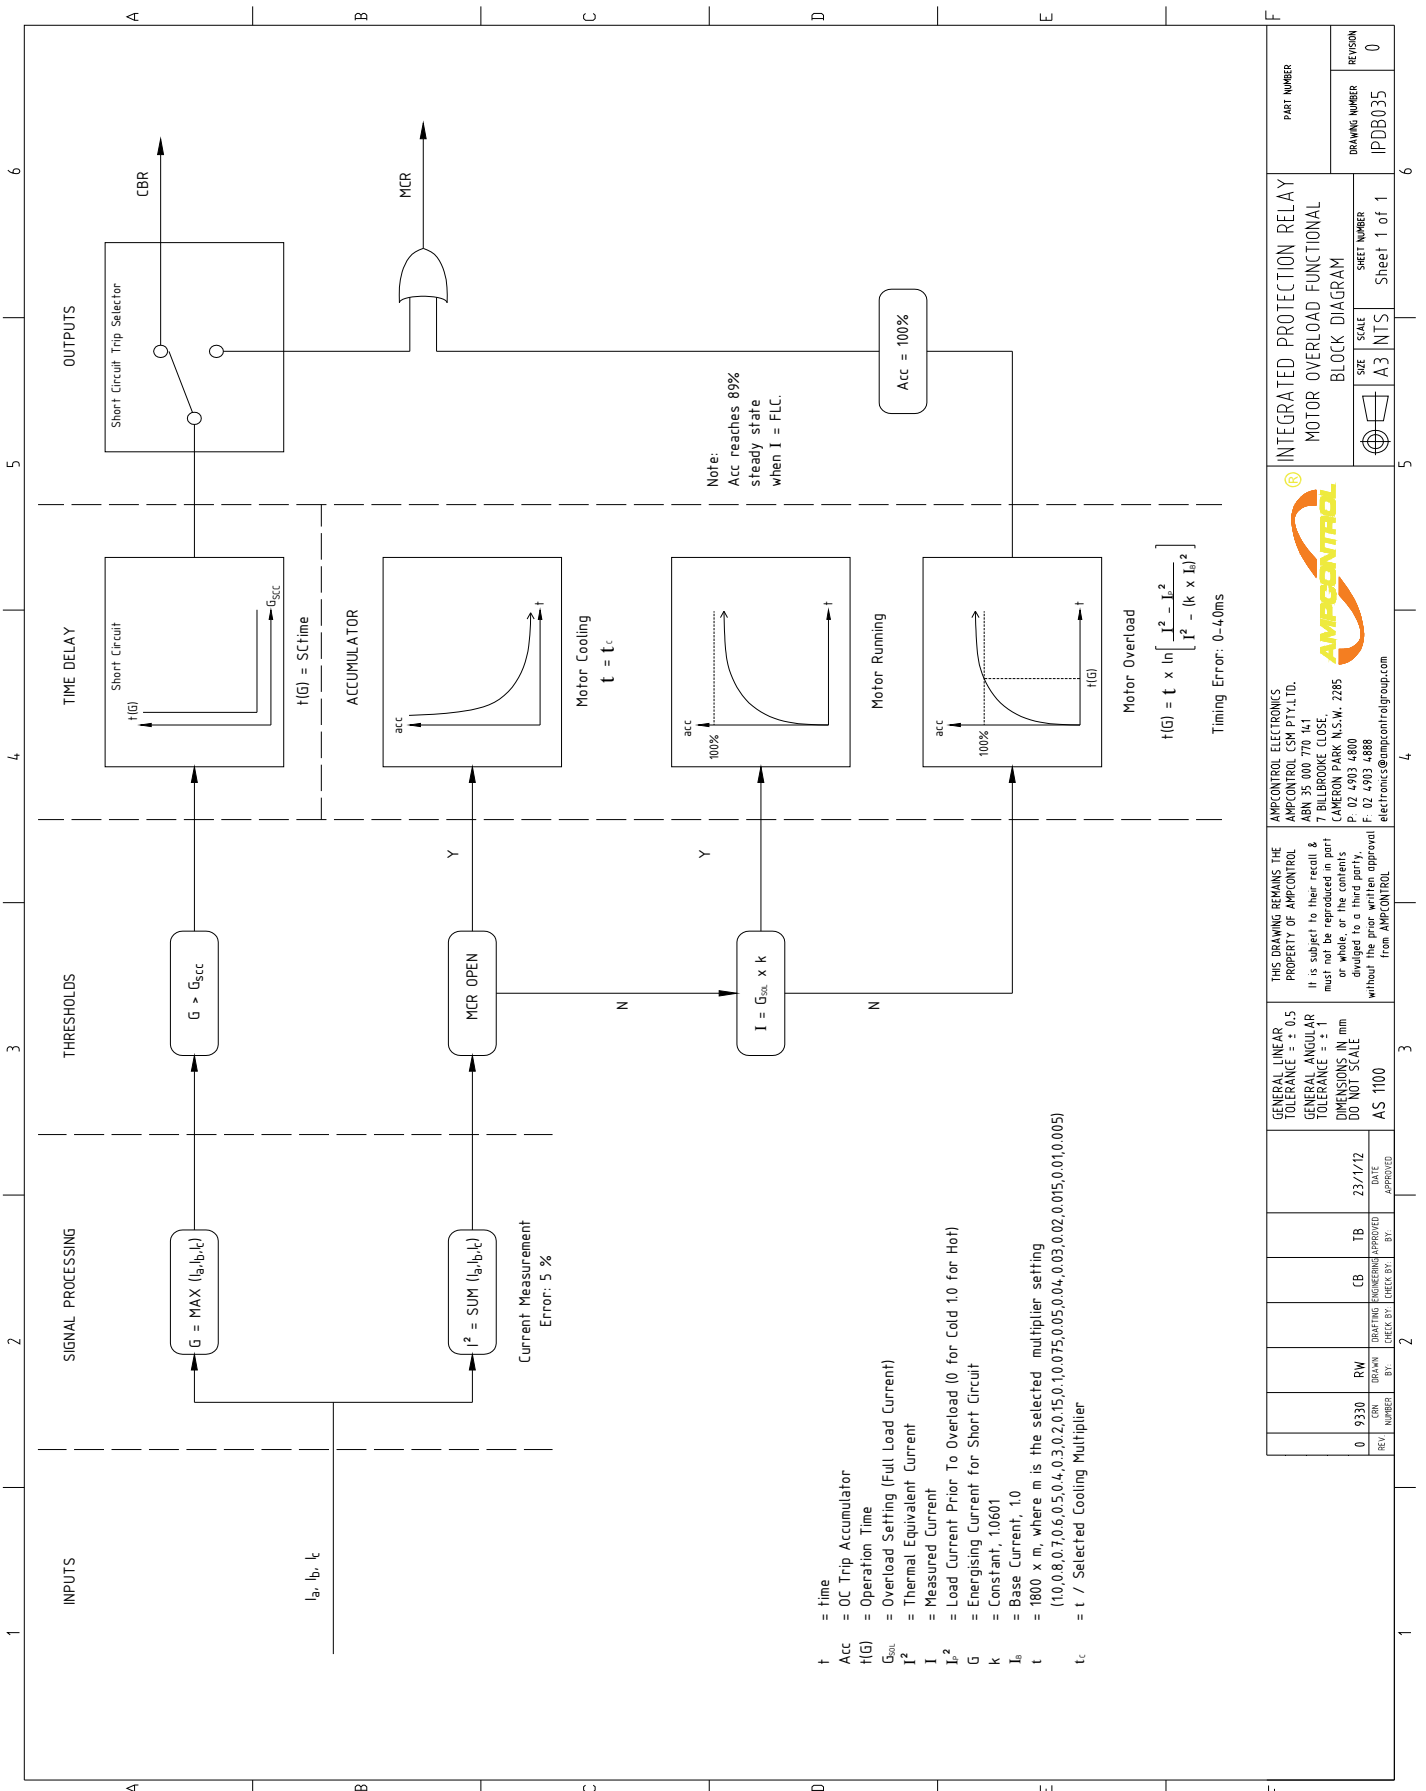 1
2
3
4
5
6
A
B
C
D
E
F
INPUTS
SIGNAL PROCESSING
THRESHOLDS
TIME DELAY
OUTPUTS
Ia, Ib, Ic
G = MAX (Ia,Ib,Ic)
G > GSCC
t(G)
Short Circuit
GSCC
t(G) = SCtime
Short Circuit Trip Selector
CBR
I² = SUM (Ia,Ib,Ic)
Current Measurement
Error: 5 %
MCR OPEN
Y
N
ACCUMULATOR
acc
t
Motor Cooling
t = tc
MCR
I = GSOL x k
Y
N
acc
100%
t
Motor Running
Note:
Acc reaches 89%
steady state
when I = FLC.
Acc = 100%
acc
100%
t(G)
t
Motor Overload
t(G) = t x ln [ I² - IP² / I² - (k x IB)² ]
Timing Error: 0-40ms
t = time
Acc = OC Trip Accumulator
t(G) = Operation Time
GSOL = Overload Setting (Full Load Current)
I² = Thermal Equivalent Current
I = Measured Current
IP² = Load Current Prior To Overload (0 for Cold 1.0 for Hot)
G = Energising Current for Short Circuit
k = Constant, 1.0601
IB = Base Current, 1.0
t = 1800 x m, where m is the selected multiplier setting
(1.0,0.8,0.7,0.6,0.5,0.4,0.3,0.2,0.15,0.1,0.075,0.05,0.04,0.03,0.02,0.015,0.01,0.005)
tc = t / Selected Cooling Multiplier
0 9330 RW CB TB 23/1/12
REV. CRN NUMBER DRAWN BY: DRAFTING CHECK BY: ENGINEERING CHECK BY: APPROVED BY: DATE APPROVED
GENERAL LINEAR
TOLERANCE = ± 0.5
GENERAL ANGULAR
TOLERANCE = ± 1
DIMENSIONS IN mm
DO NOT SCALE
AS 1100
THIS DRAWING REMAINS THE
PROPERTY OF AMPCONTROL
It is subject to their recall &
must not be reproduced in part
or whole, or the contents
divulged to a third party,
without the prior written approval
from AMPCONTROL
AMPCONTROL ELECTRONICS
AMPCONTROL CSM PTY.LTD.
ABN 35 000 770 141
7 BILLBROOKE CLOSE,
CAMERON PARK N.S.W. 2285
P: 02 4903 4800
F: 02 4903 4888
electronics@ampcontrolgroup.com
AMPCONTROL ®
INTEGRATED PROTECTION RELAY
MOTOR OVERLOAD FUNCTIONAL
BLOCK DIAGRAM
SIZE
A3
SCALE
NTS
SHEET NUMBER
Sheet 1 of 1
PART NUMBER
DRAWING NUMBER
IPDB035
REVISION
0
1
2
3
4
5
6
A
B
C
D
E
F